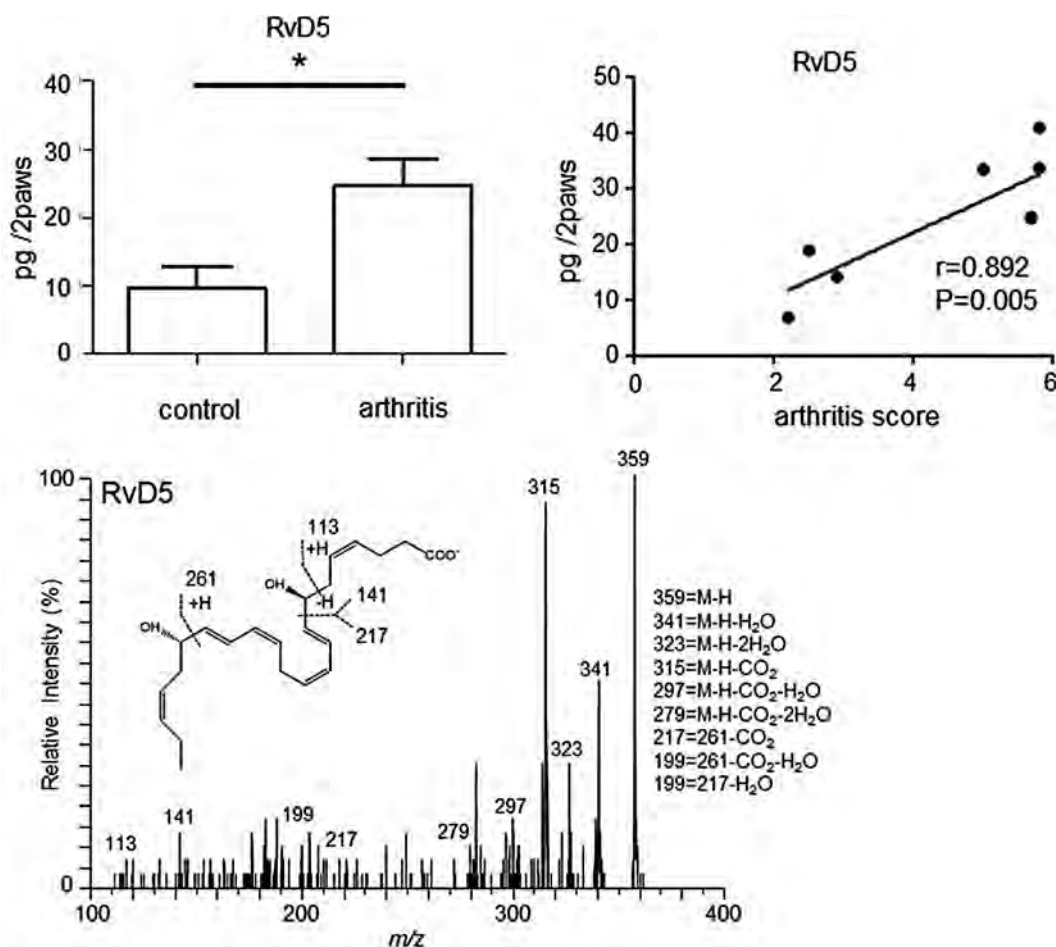 RvD5
*
40
30
20
10
0
pg /2paws
control
arthritis
RvD5
50
40
30
20
10
0
pg /2paws
0
2
4
6
r=0.892
P=0.005
arthritis score
RvD5
100
0
Relative Intensity (%)
113
+H
COO⁻
OH
-H
141
217
261
+H
OH
359
315
341
323
297
279
217
199
141
113
359=M-H
341=M-H-H₂O
323=M-H-2H₂O
315=M-H-CO₂
297=M-H-CO₂-H₂O
279=M-H-CO₂-2H₂O
217=261-CO₂
199=261-CO₂-H₂O
199=217-H₂O
100
200
300
400
m/z